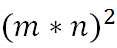 (m * n)²